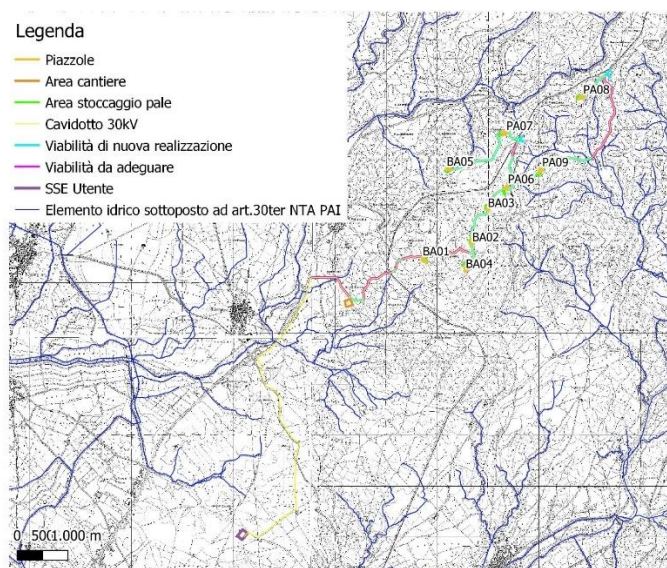 Legenda
Piazzole
Area cantiere
Area stoccaggio pale
Cavidotto 30kV
Viabilità di nuova realizzazione
Viabilità da adeguare
SSE Utente
Elemento idrico sottoposto ad art.30ter NTA PAI
PA08
PA07
BA05
PA09
PA06
BA03
BA02
BA01
BA04
0 500 1.000 m